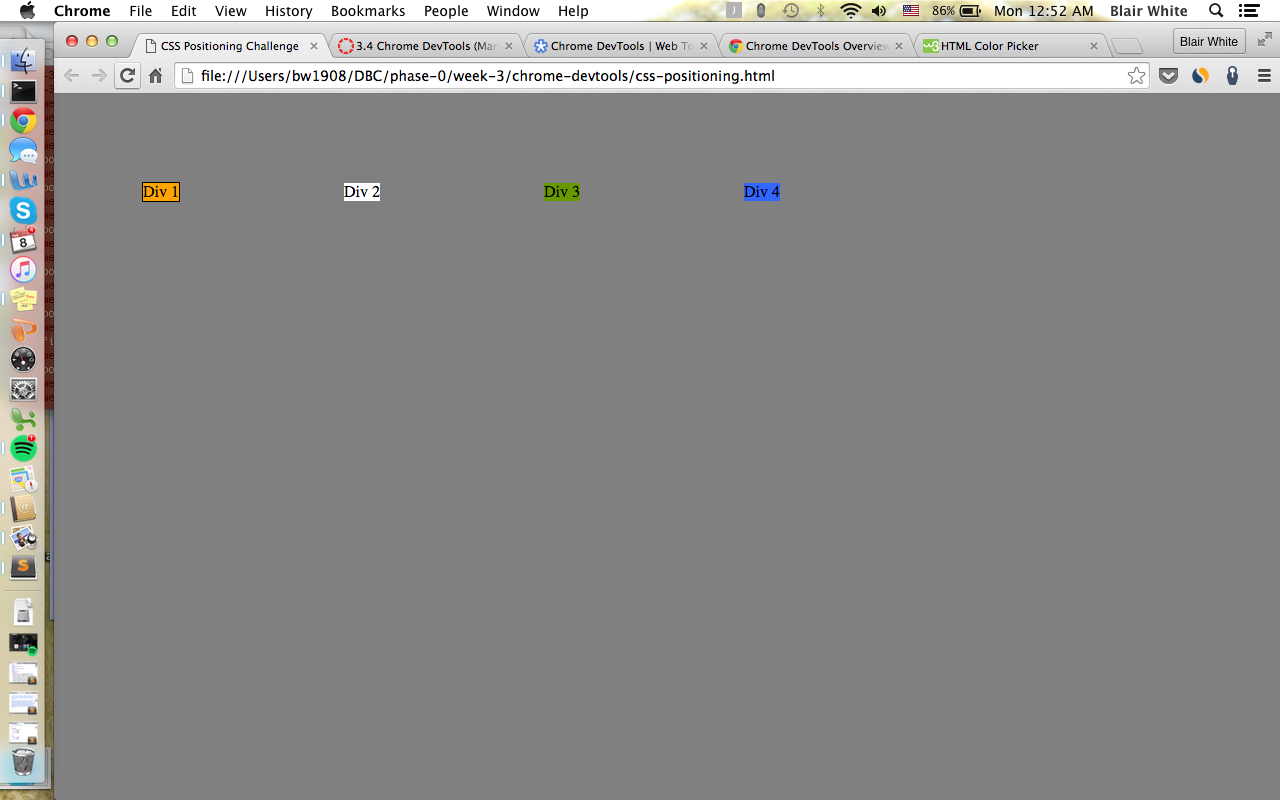 Chrome File Edit View History Bookmarks People Window Help 86% Mon 12:52 AM Blair White
CSS Positioning Challenge 3.4 Chrome DevTools (Man Chrome DevTools | Web To Chrome DevTools Overview HTML Color Picker Blair White
file:///Users/bw1908/DBC/phase-0/week-3/chrome-devtools/css-positioning.html
Div 1 Div 2 Div 3 Div 4
8